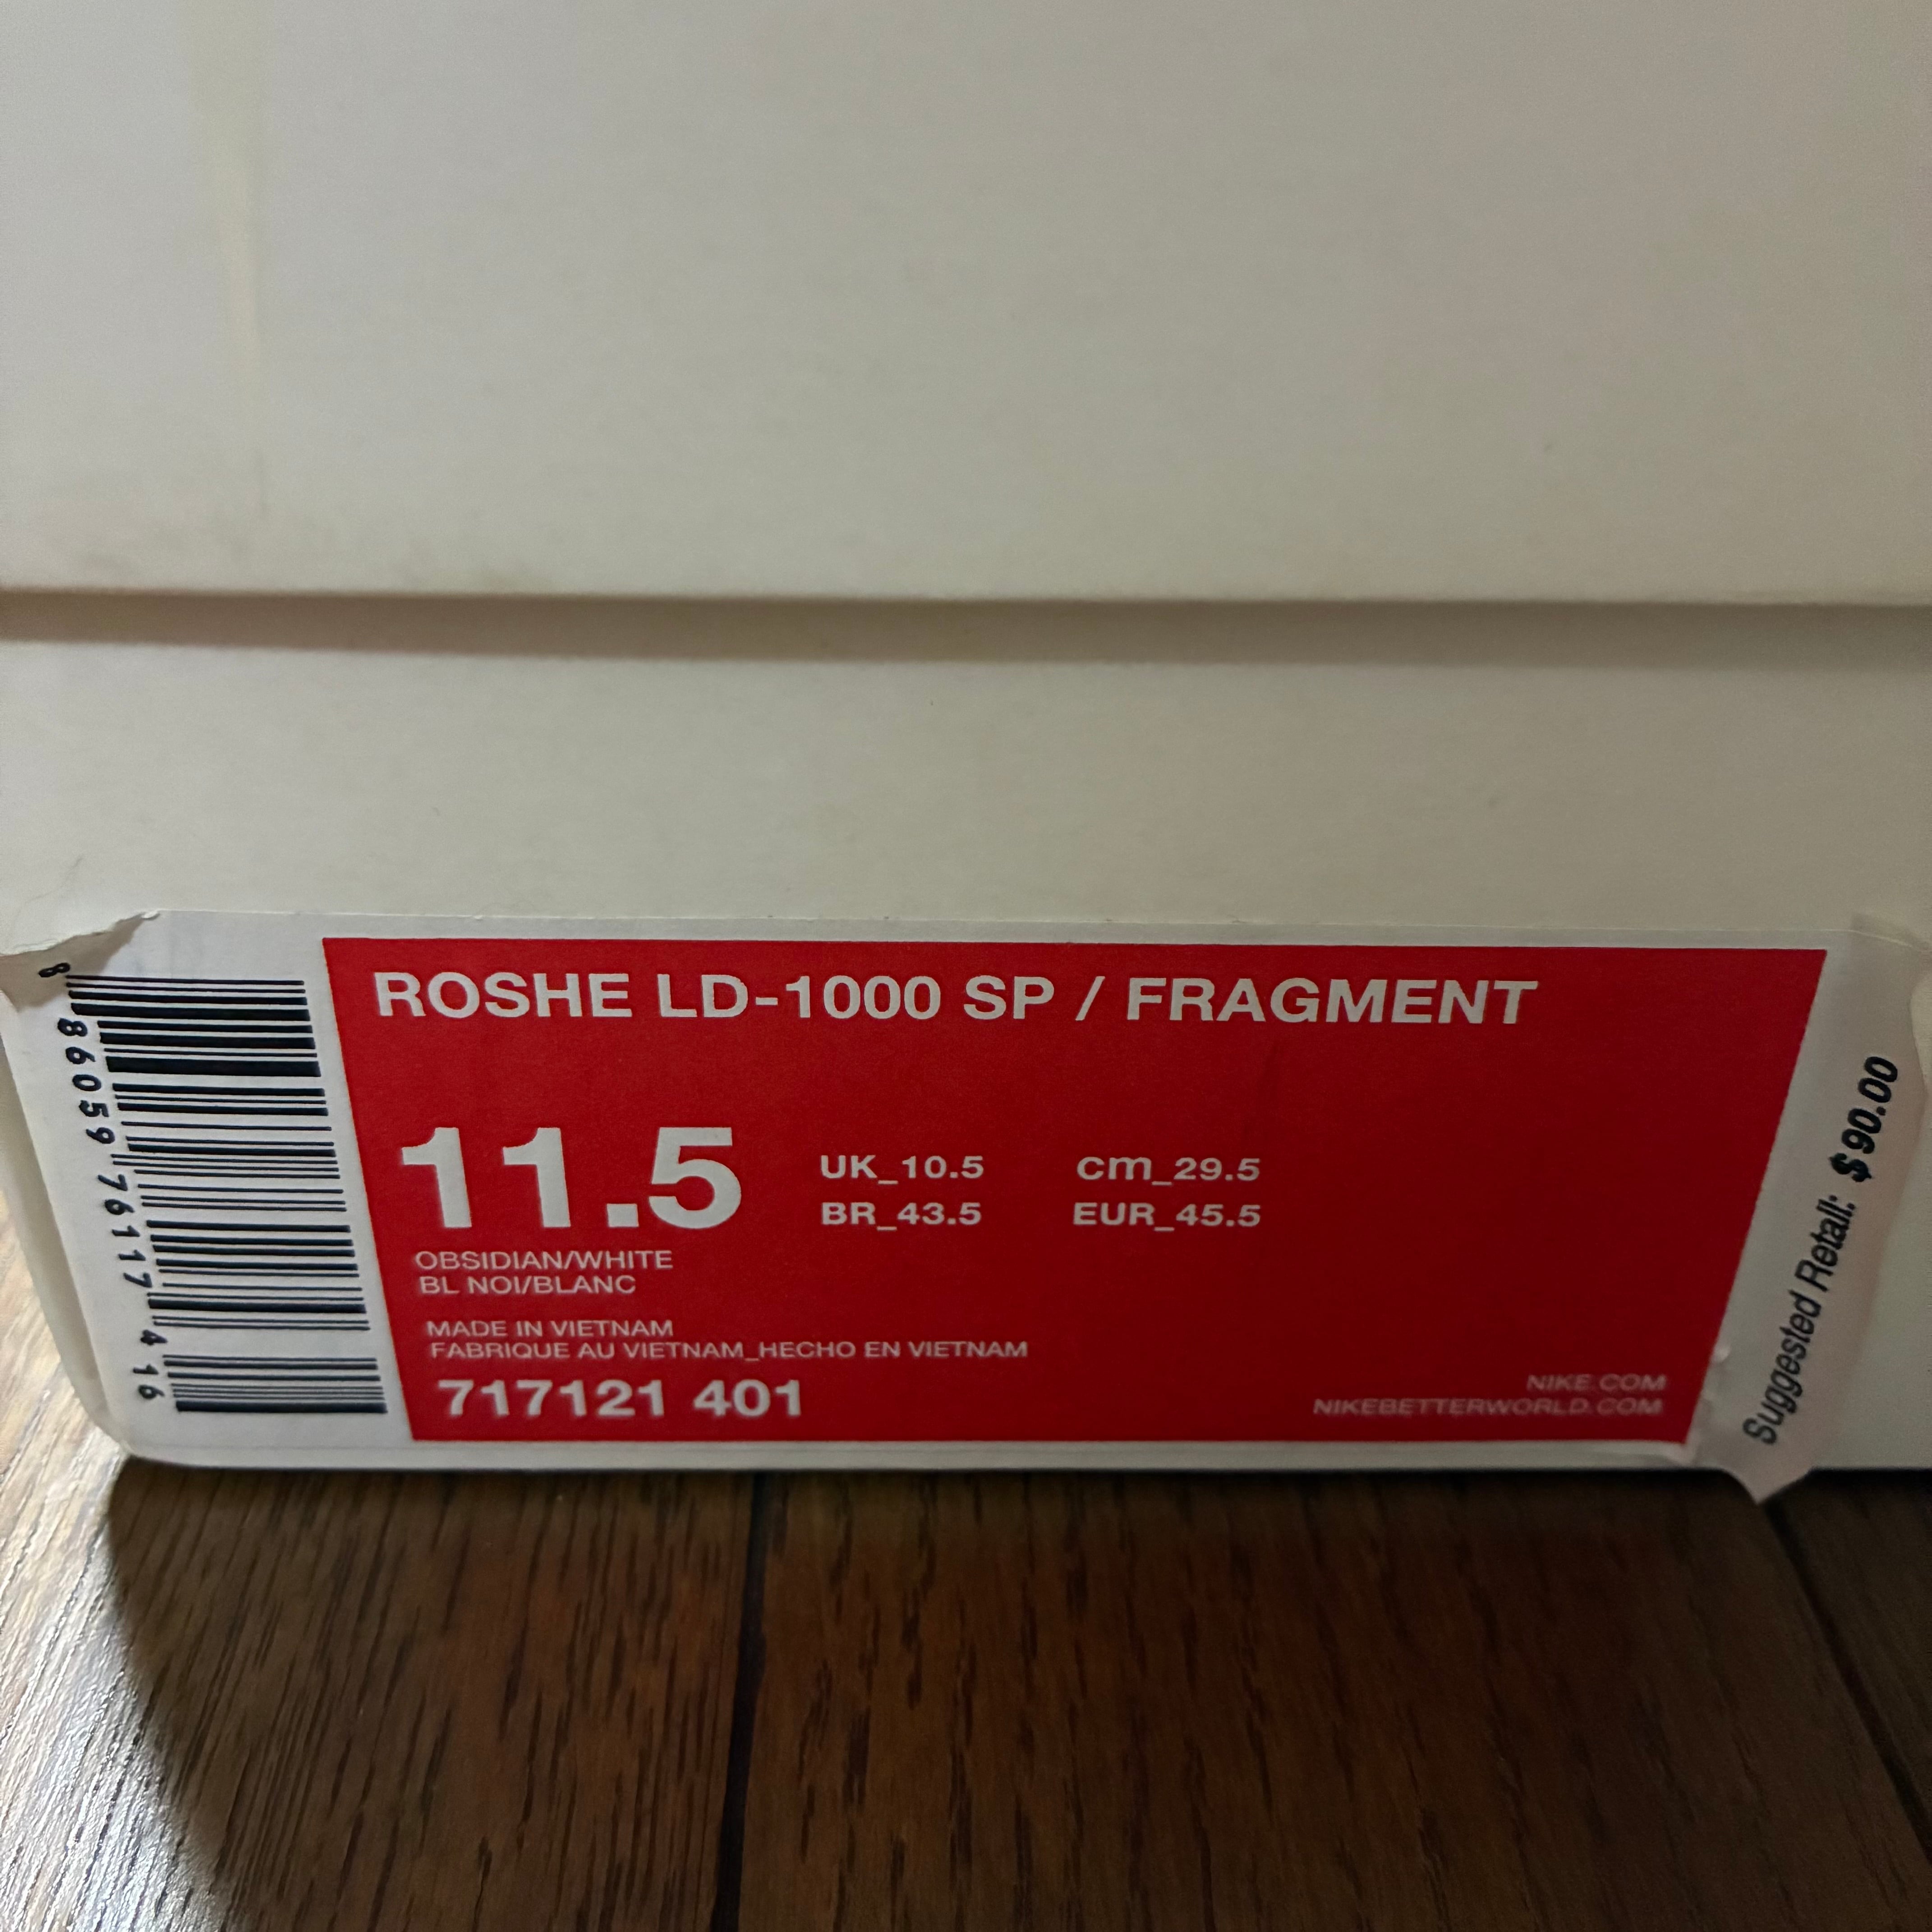 ROSHE LD-1000 SP / FRAGMENT
11.5
UK_10.5 cm_29.5
BR_43.5 EUR_45.5
OBSIDIAN/WHITE
BL NOI/BLANC
MADE IN VIETNAM
FABRIQUE AU VIETNAM_HECHO EN VIETNAM
717121 401
NIKE.COM
NIKEBETTERWORLD.COM
8 86059 76117 4 16
Suggested Retail: $90.00